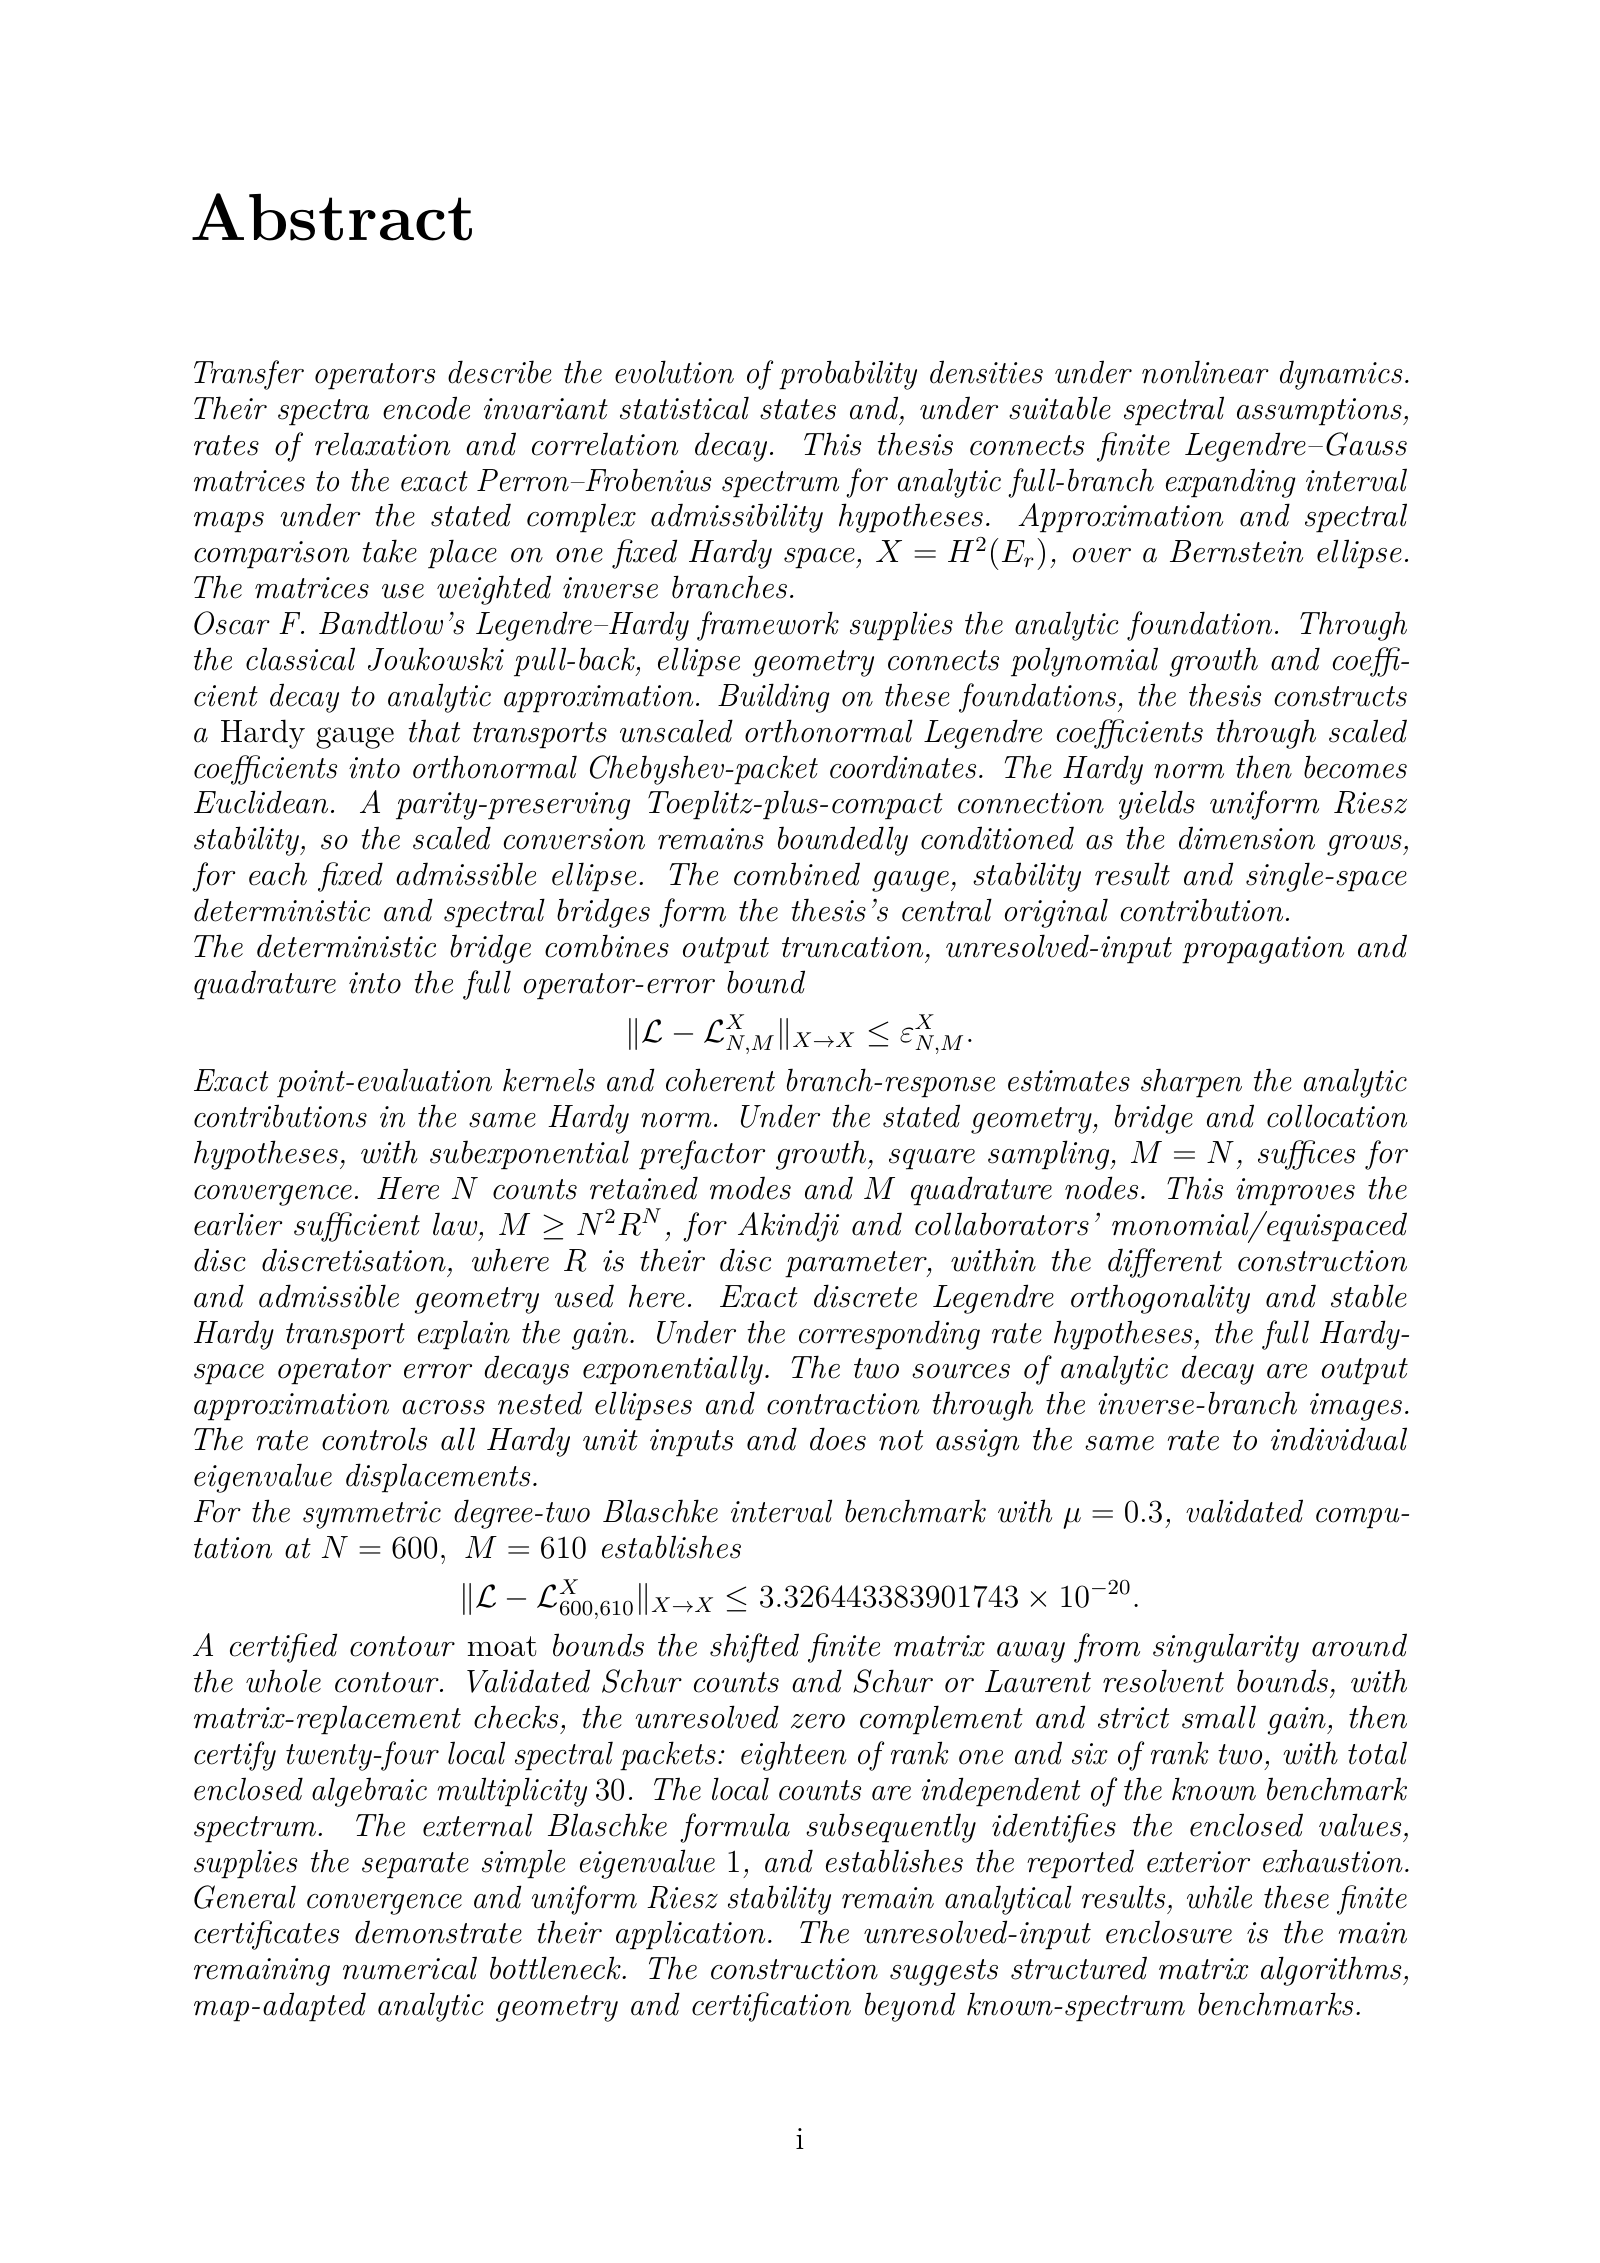 Abstract
Transfer operators describe the evolution of probability densities under nonlinear dynamics.
Their spectra encode invariant statistical states and, under suitable spectral assumptions,
rates of relaxation and correlation decay. This thesis connects finite Legendre–Gauss
matrices to the exact Perron–Frobenius spectrum for analytic full-branch expanding interval
maps under the stated complex admissibility hypotheses. Approximation and spectral
comparison take place on one fixed Hardy space, X = H²(E_r), over a Bernstein ellipse.
The matrices use weighted inverse branches.
Oscar F. Bandtlow's Legendre–Hardy framework supplies the analytic foundation. Through
the classical Joukowski pull-back, ellipse geometry connects polynomial growth and coeffi-
cient decay to analytic approximation. Building on these foundations, the thesis constructs
a Hardy gauge that transports unscaled orthonormal Legendre coefficients through scaled
coefficients into orthonormal Chebyshev-packet coordinates. The Hardy norm then becomes
Euclidean. A parity-preserving Toeplitz-plus-compact connection yields uniform Riesz
stability, so the scaled conversion remains boundedly conditioned as the dimension grows,
for each fixed admissible ellipse. The combined gauge, stability result and single-space
deterministic and spectral bridges form the thesis's central original contribution.
The deterministic bridge combines output truncation, unresolved-input propagation and
quadrature into the full operator-error bound
‖ℒ − ℒ^X_{N,M}‖_{X→X} ≤ ε^X_{N,M}.
Exact point-evaluation kernels and coherent branch-response estimates sharpen the analytic
contributions in the same Hardy norm. Under the stated geometry, bridge and collocation
hypotheses, with subexponential prefactor growth, square sampling, M = N, suffices for
convergence. Here N counts retained modes and M quadrature nodes. This improves the
earlier sufficient law, M ≥ N²R^N, for Akindji and collaborators' monomial/equispaced
disc discretisation, where R is their disc parameter, within the different construction
and admissible geometry used here. Exact discrete Legendre orthogonality and stable
Hardy transport explain the gain. Under the corresponding rate hypotheses, the full Hardy-
space operator error decays exponentially. The two sources of analytic decay are output
approximation across nested ellipses and contraction through the inverse-branch images.
The rate controls all Hardy unit inputs and does not assign the same rate to individual
eigenvalue displacements.
For the symmetric degree-two Blaschke interval benchmark with μ = 0.3, validated compu-
tation at N = 600, M = 610 establishes
‖ℒ − ℒ^X_{600,610}‖_{X→X} ≤ 3.326443383901743 × 10^{−20}.
A certified contour moat bounds the shifted finite matrix away from singularity around
the whole contour. Validated Schur counts and Schur or Laurent resolvent bounds, with
matrix-replacement checks, the unresolved zero complement and strict small gain, then
certify twenty-four local spectral packets: eighteen of rank one and six of rank two, with total
enclosed algebraic multiplicity 30. The local counts are independent of the known benchmark
spectrum. The external Blaschke formula subsequently identifies the enclosed values,
supplies the separate simple eigenvalue 1, and establishes the reported exterior exhaustion.
General convergence and uniform Riesz stability remain analytical results, while these finite
certificates demonstrate their application. The unresolved-input enclosure is the main
remaining numerical bottleneck. The construction suggests structured matrix algorithms,
map-adapted analytic geometry and certification beyond known-spectrum benchmarks.
i